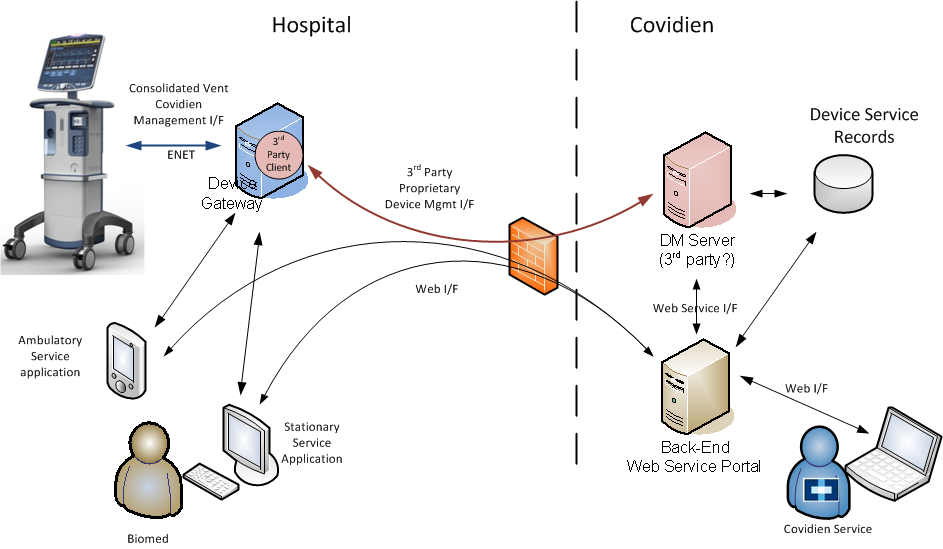 Hospital
Covidien
Consolidated Vent
Covidien
Management I/F
ENET
3rd
Party
Client
Device
Gateway
3rd Party
Proprietary
Device Mgmt I/F
Device Service
Records
DM Server
(3rd party?)
Web I/F
Web Service I/F
Ambulatory
Service
application
Stationary
Service
Application
Web I/F
Back-End
Web Service Portal
Biomed
Covidien Service